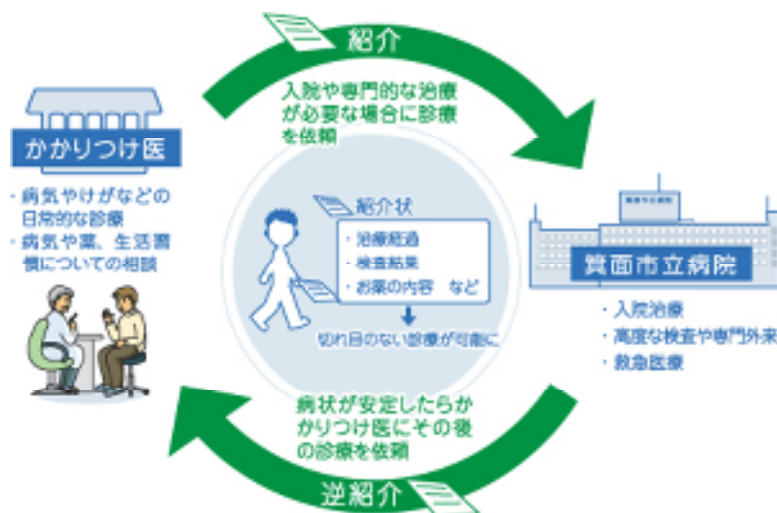 紹介
入院や専門的な治療
が必要な場合に診療
を依頼
かかりつけ医
・病気やけがなどの
日常的な診療
・病気や薬、生活習
慣についての相談
紹介状
・治療経過
・検査結果
・お薬の内容 など
切れ目のない診療が可能に
箕面市立病院
箕面市立病院
・入院治療
・高度な検査や専門外来
・救急医療
病状が安定したらか
かりつけ医にその後
の診療を依頼
逆紹介